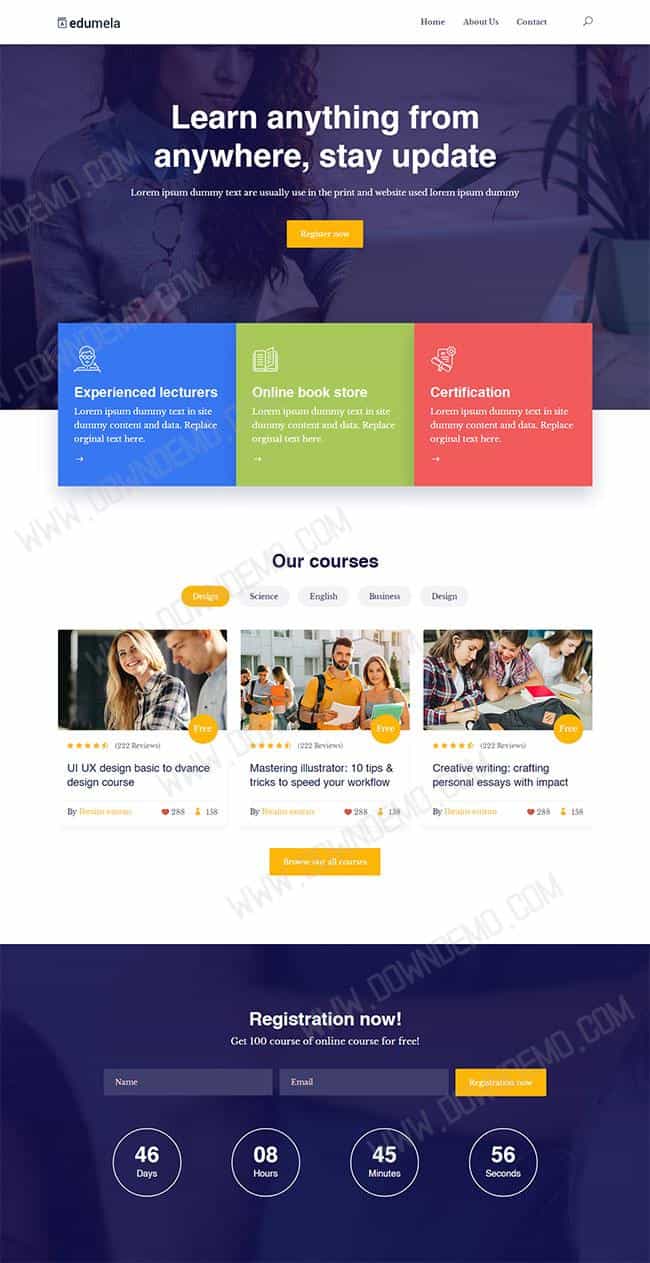 edumela
Home About Us Contact
Learn anything from
anywhere, stay update
Lorem ipsum dummy text are usually use in the print and website used lorem ipsum dummy
Register now
Experienced lecturers
Lorem ipsum dummy text in site
dummy content and data. Replace
orginal text here.
→
Online book store
Lorem ipsum dummy text in site
dummy content and data. Replace
orginal text here.
→
Certification
Lorem ipsum dummy text in site
dummy content and data. Replace
orginal text here.
→
Our courses
Design Science English Business Design
Free
(222 Reviews)
UI UX design basic to dvance
design course
By
288 158
Free
(222 Reviews)
Mastering illustrator: 10 tips &
tricks to speed your workflow
By
288 158
Free
(222 Reviews)
Creative writing: crafting
personal essays with impact
By
288 158
Browse our all courses
Registration now!
Get 100 course of online course for free!
Name Email Registration now
46 08 45 56
Days Hours Minutes Seconds
WWW.DOWNDEMO.COM